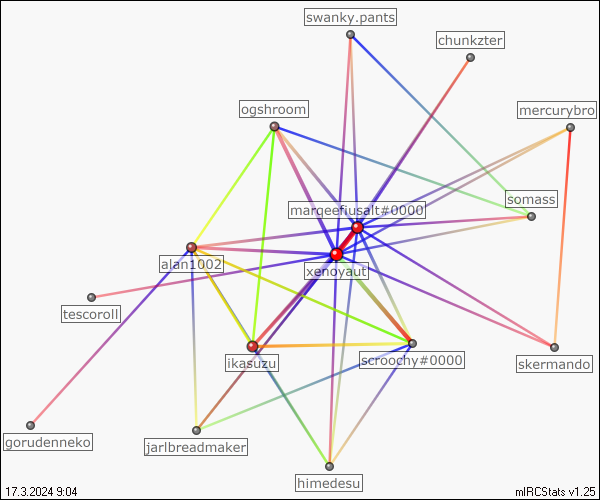 swanky.pants
chunkzter
ogshroom
mercurybro
somass
marqeefiusalt#0000
alan1002
xenoyaut
tescoroll
ikasuzu
scroochy#0000
skermando
gorudenneko
jarlbreadmaker
himedesu
17.3.2024 9:04
mIRCStats v1.25